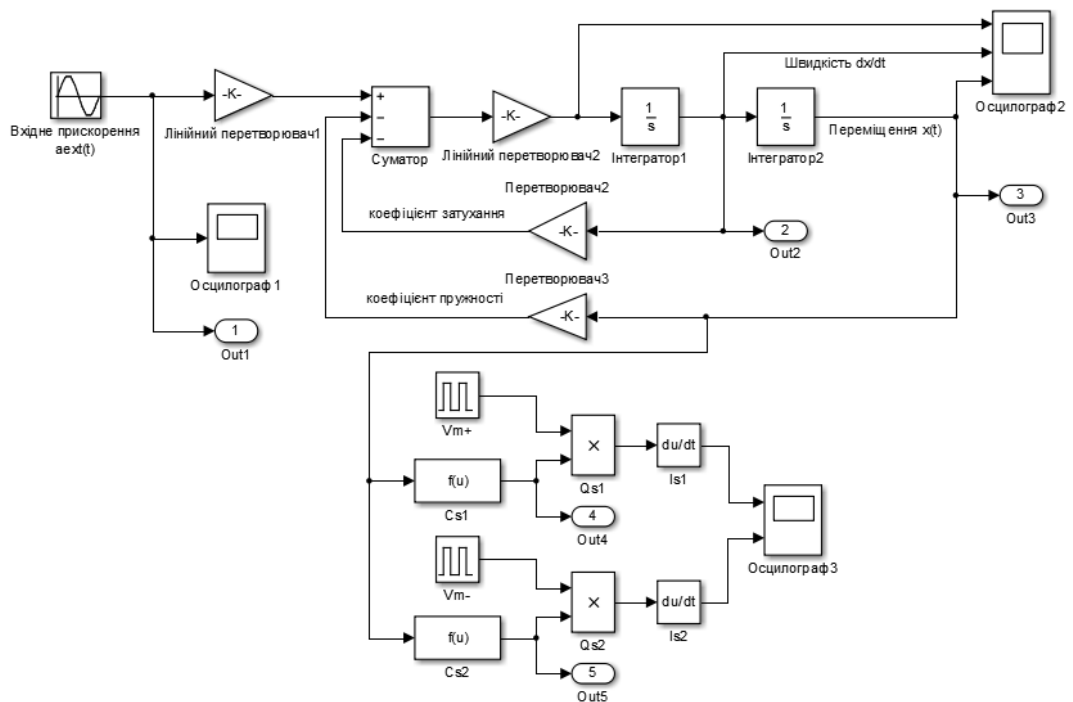 Швидкість dx/dt
Осцилограф2
-K-
Вхідне прискорення
aext(t)
Лінійний перетворювач1
+
−
−
Суматор
-K-
Лінійний перетворювач2
1
s
Інтегратор1
1
s
Інтегратор2
Переміщення x(t)
3
Out3
Перетворювач2
коефіцієнт затухання
-K-
2
Out2
Осцилограф1
Перетворювач3
коефіцієнт пружності
-K-
1
Out1
Vm+
×
Qs1
du/dt
Is1
f(u)
Cs1
4
Out4
Осцилограф3
Vm-
×
Qs2
du/dt
Is2
f(u)
Cs2
5
Out5